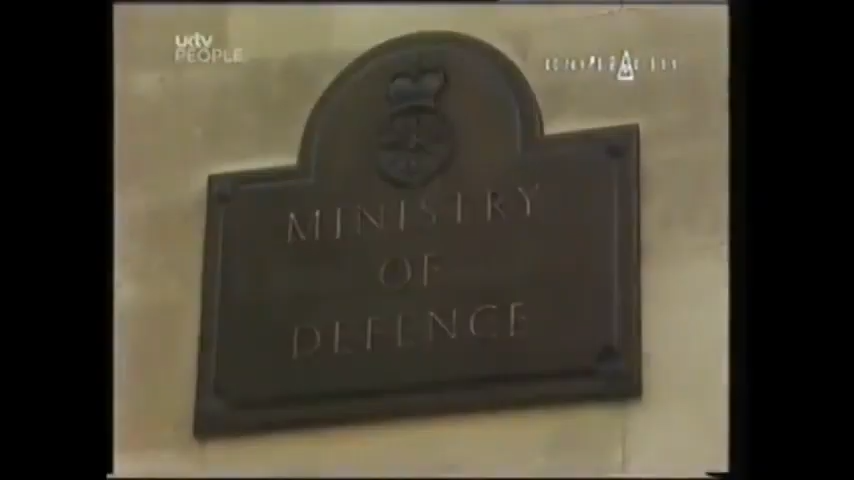 uktv
PEOPLE
MINISTRY
OF
DEFENCE